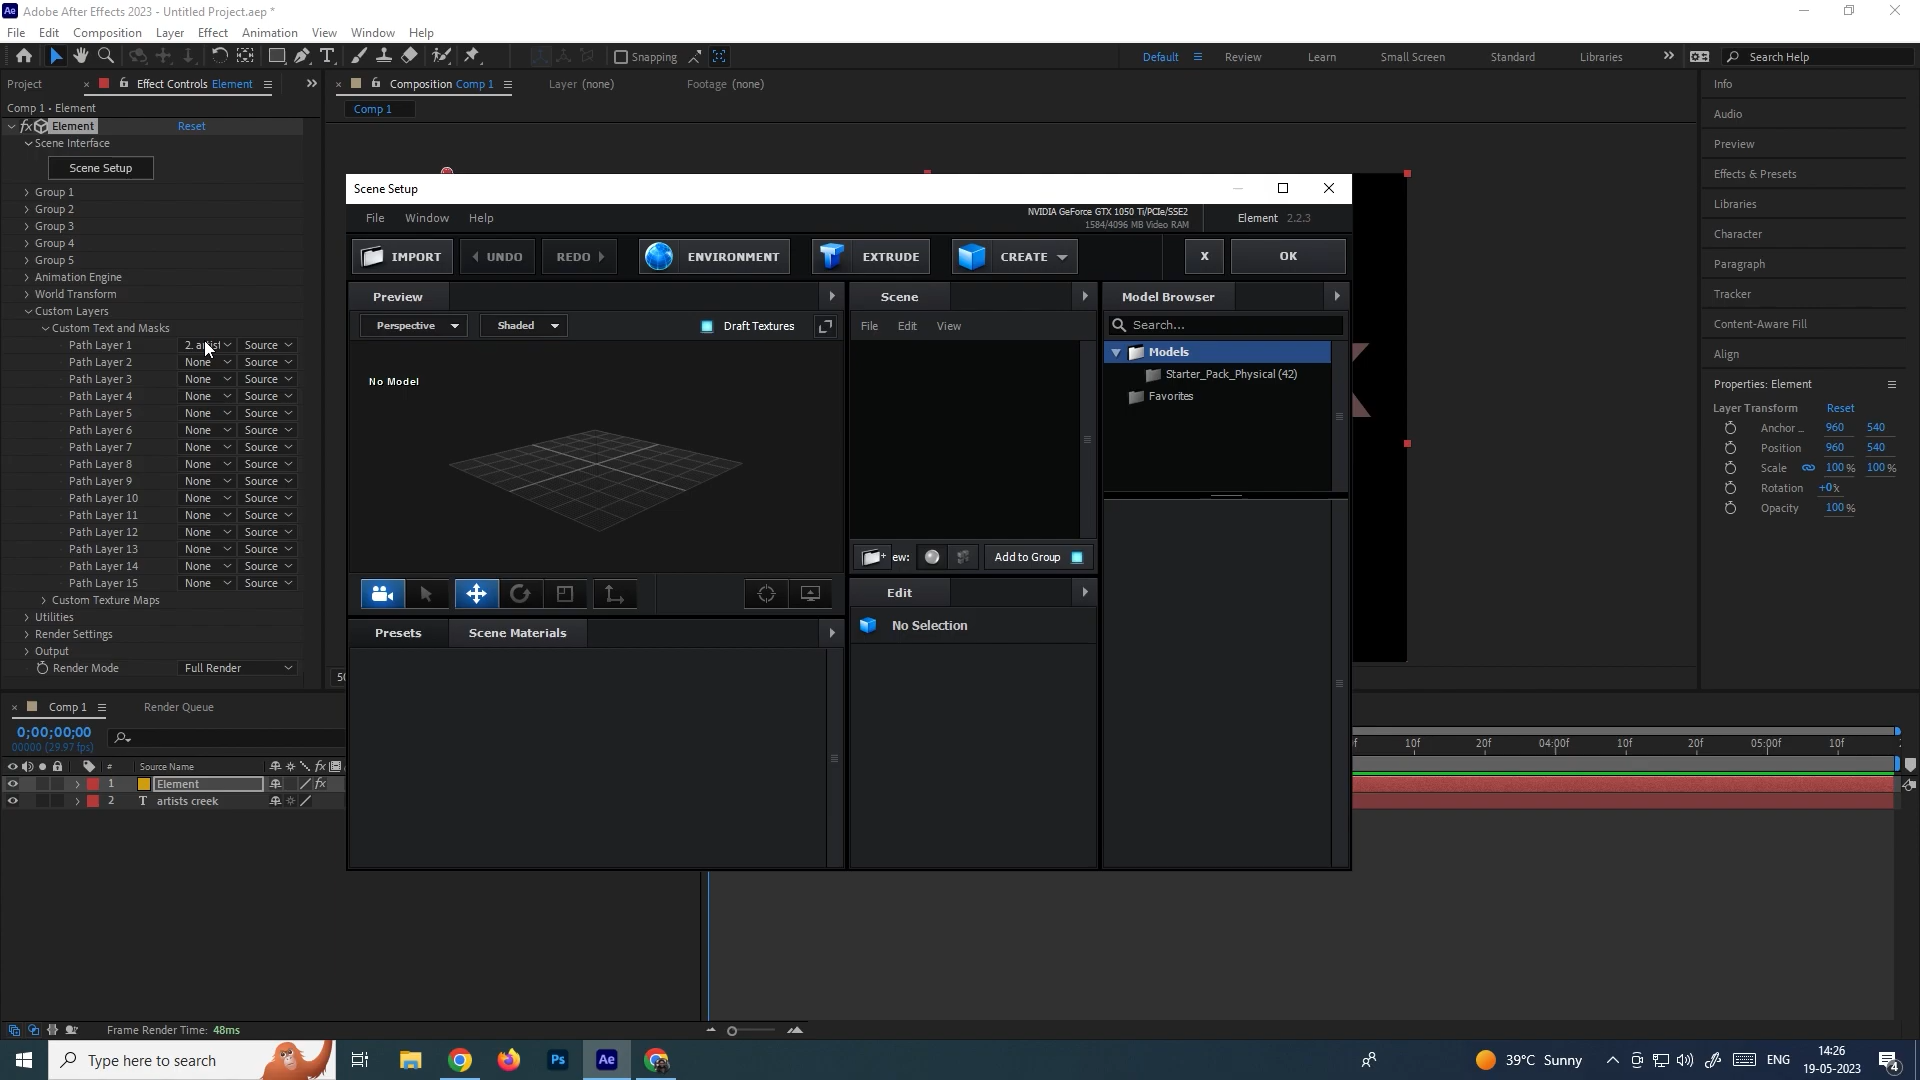 Ae Adobe After Effects 2023 - Untitled Project.aep *
File Edit Composition Layer Effect Animation View Window Help
Snapping
Default Review Learn Small Screen Standard Libraries Search Help
Project
Effect Controls Element
Composition Comp 1
Layer (none)
Footage (none)
Comp 1 • Element
Comp 1
fx Element Reset
Scene Interface
Scene Setup
Group 1
Group 2
Group 3
Group 4
Group 5
Animation Engine
World Transform
Custom Layers
Custom Text and Masks
Path Layer 1 2. artist Source
Path Layer 2 None Source
Path Layer 3 None Source
Path Layer 4 None Source
Path Layer 5 None Source
Path Layer 6 None Source
Path Layer 7 None Source
Path Layer 8 None Source
Path Layer 9 None Source
Path Layer 10 None Source
Path Layer 11 None Source
Path Layer 12 None Source
Path Layer 13 None Source
Path Layer 14 None Source
Path Layer 15 None Source
Custom Texture Maps
Utilities
Render Settings
Output
Render Mode Full Render
Scene Setup
File Window Help
NVIDIA GeForce GTX 1050 Ti/PCIe/SSE2
1584/4096 MB Video RAM
Element 2.2.3
IMPORT UNDO REDO ENVIRONMENT EXTRUDE CREATE X OK
Preview
Perspective Shaded Draft Textures
No Model
Presets Scene Materials
Scene
File Edit View
ew: Add to Group
Edit
No Selection
Model Browser
Search...
Models
Starter_Pack_Physical (42)
Favorites
Info
Audio
Preview
Effects & Presets
Libraries
Character
Paragraph
Tracker
Content-Aware Fill
Align
Properties: Element
Layer Transform Reset
Anchor ... 960 540
Position 960 540
Scale 100 % 100 %
Rotation +0x
Opacity 100 %
Comp 1 Render Queue
0;00;00;00
00000 (29.97 fps)
# Source Name fx
1 Element fx
2 T artists creek
10f 20f 04:00f 10f 20f 05:00f 10f
Frame Render Time: 48ms
Type here to search
Ps Ae
39°C Sunny
ENG
14:26
19-05-2023
4